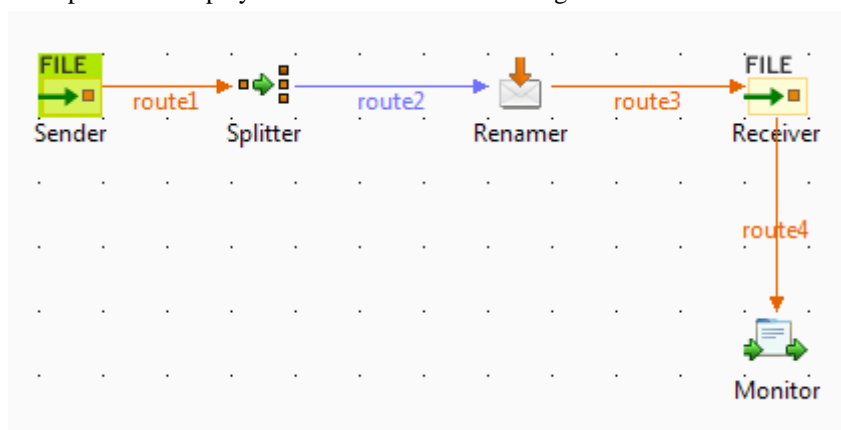 FILE
FILE
route1
route2
route3
Sender
Splitter
Renamer
Receiver
route4
Monitor